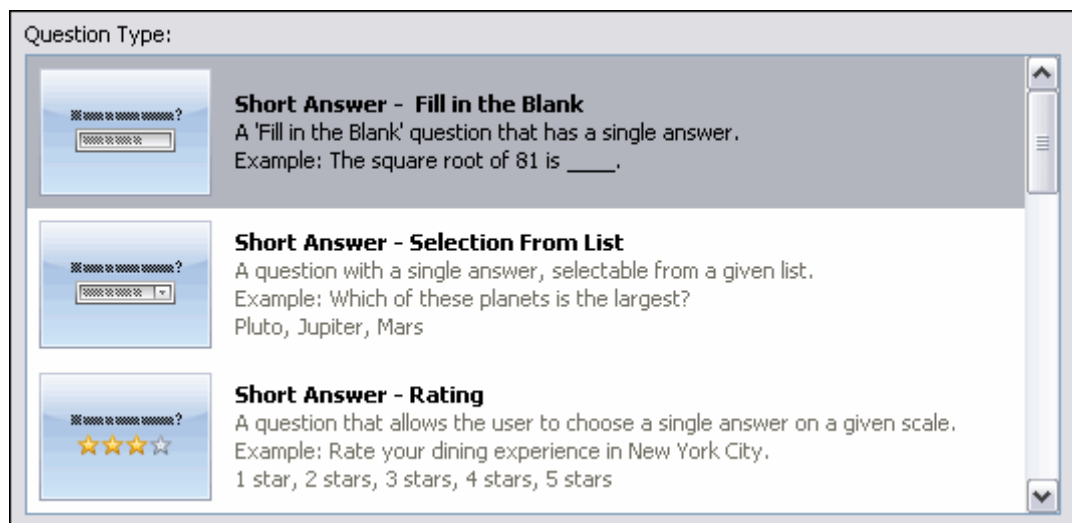 Question Type:
Short Answer -  Fill in the Blank
A 'Fill in the Blank' question that has a single answer.
Example: The square root of 81 is ____.
Short Answer - Selection From List
A question with a single answer, selectable from a given list.
Example: Which of these planets is the largest?
Pluto, Jupiter, Mars
Short Answer - Rating
A question that allows the user to choose a single answer on a given scale.
Example: Rate your dining experience in New York City.
1 star, 2 stars, 3 stars, 4 stars, 5 stars